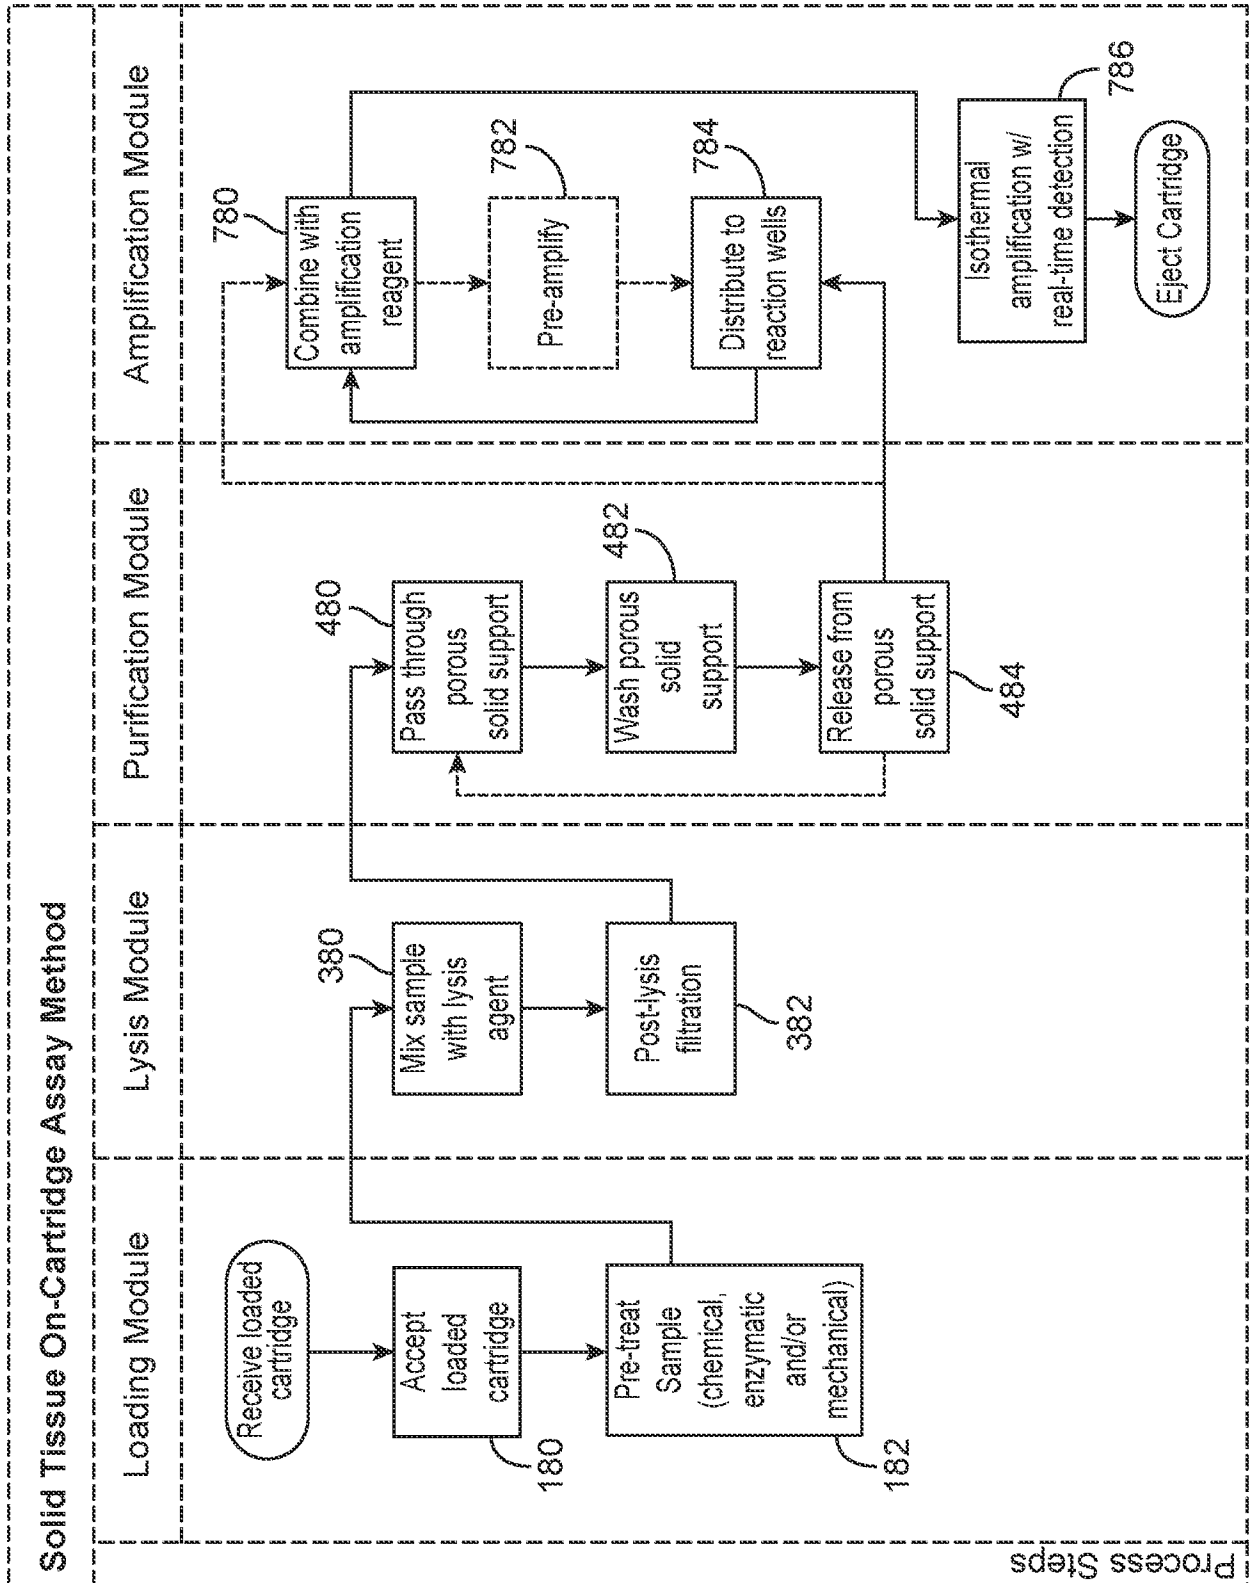 Solid Tissue On-Cartridge Assay Method
Process Steps
Loading Module
Receive loaded
cartridge
Accept
loaded
cartridge
180
Pre-treat
Sample
(chemical,
enzymatic
and/or
mechanical)
182
Lysis Module
380
Mix sample
with lysis
agent
Post-lysis
filtration
382
Purification Module
480
Pass through
porous
solid support
482
Wash porous
solid
support
Release from
porous
solid support
484
Amplification Module
780
Combine with
amplification
reagent
782
Pre-amplify
784
Distribute to
reaction wells
786
Isothermal
amplification w/
real-time detection
Eject Cartridge